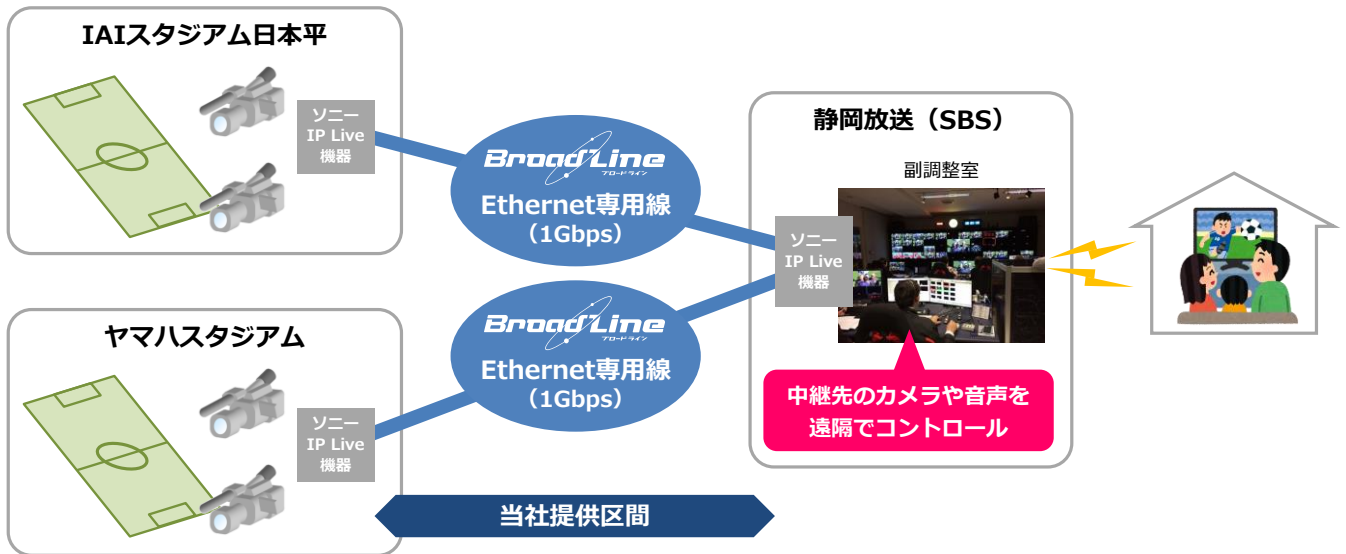 IAIスタジアム日本平
ソニー
IP Live
機器
BroadLine
ブロードライン
Ethernet専用線
（1Gbps）
ヤマハスタジアム
ソニー
IP Live
機器
BroadLine
ブロードライン
Ethernet専用線
（1Gbps）
当社提供区間
静岡放送（SBS）
副調整室
ソニー
IP Live
機器
中継先のカメラや音声を
遠隔でコントロール